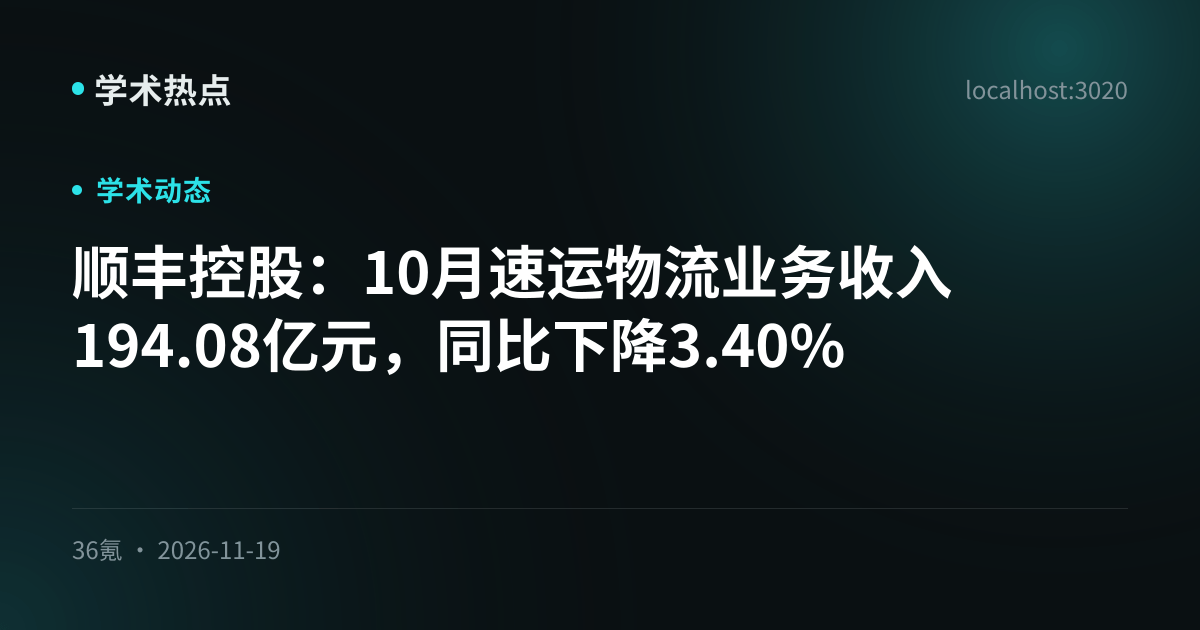 学术热点
localhost:3020
学术动态
顺丰控股：10月速运物流业务收入
194.08亿元，同比下降3.40%
36氪 · 2026-11-19